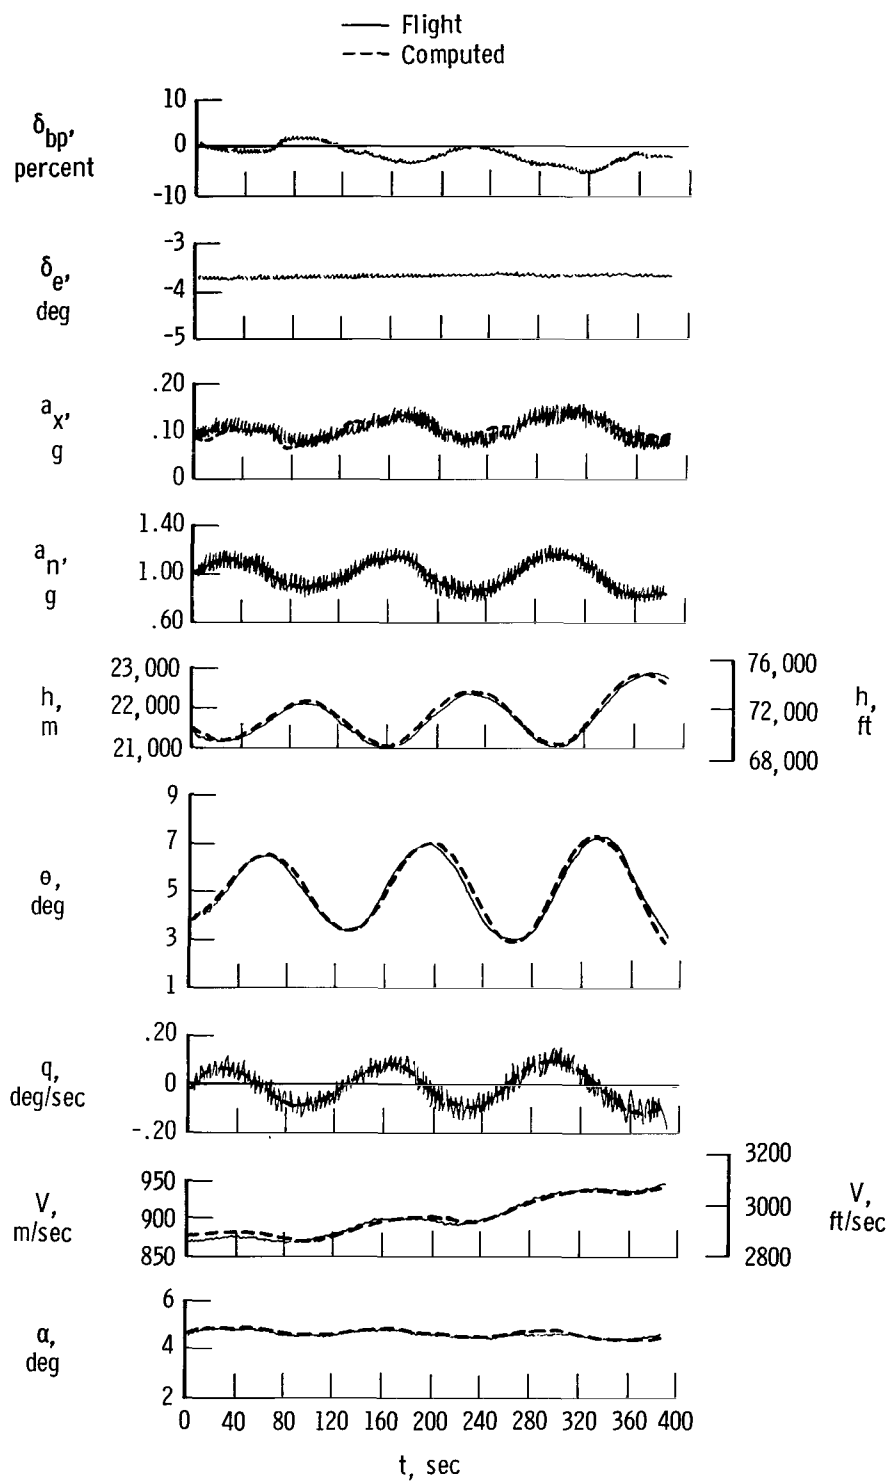 Flight
Computed
10
δbp,
0
percent
-10
-3
δe,
-4
deg
-5
.20
ax,
.10
g
0
1.40
an,
1.00
g
.60
23,000
76,000
h,
22,000
72,000
h,
m
ft
21,000
68,000
9
7
θ,
5
deg
3
1
.20
q,
0
deg/sec
-.20
3200
950
V,
900
3000
V,
m/sec
ft/sec
850
2800
6
α,
4
deg
2
0 40 80 120 160 200 240 280 320 360 400
t, sec